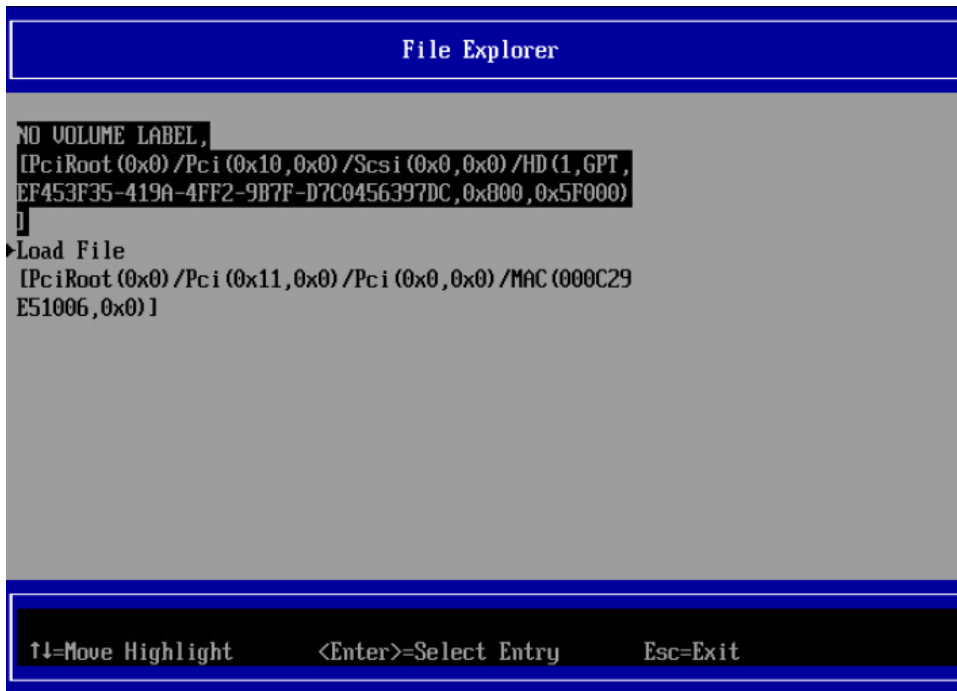 File Explorer
NO VOLUME LABEL,
[PciRoot(0x0)/Pci(0x10,0x0)/Scsi(0x0,0x0)/HD(1,GPT,
EF453F35-419A-4FF2-9B7F-D7C0456397DC,0x800,0x5F000)
]
▶Load File
[PciRoot(0x0)/Pci(0x11,0x0)/Pci(0x0,0x0)/MAC(000C29
E51006,0x0)]
↑↓=Move Highlight <Enter>=Select Entry Esc=Exit